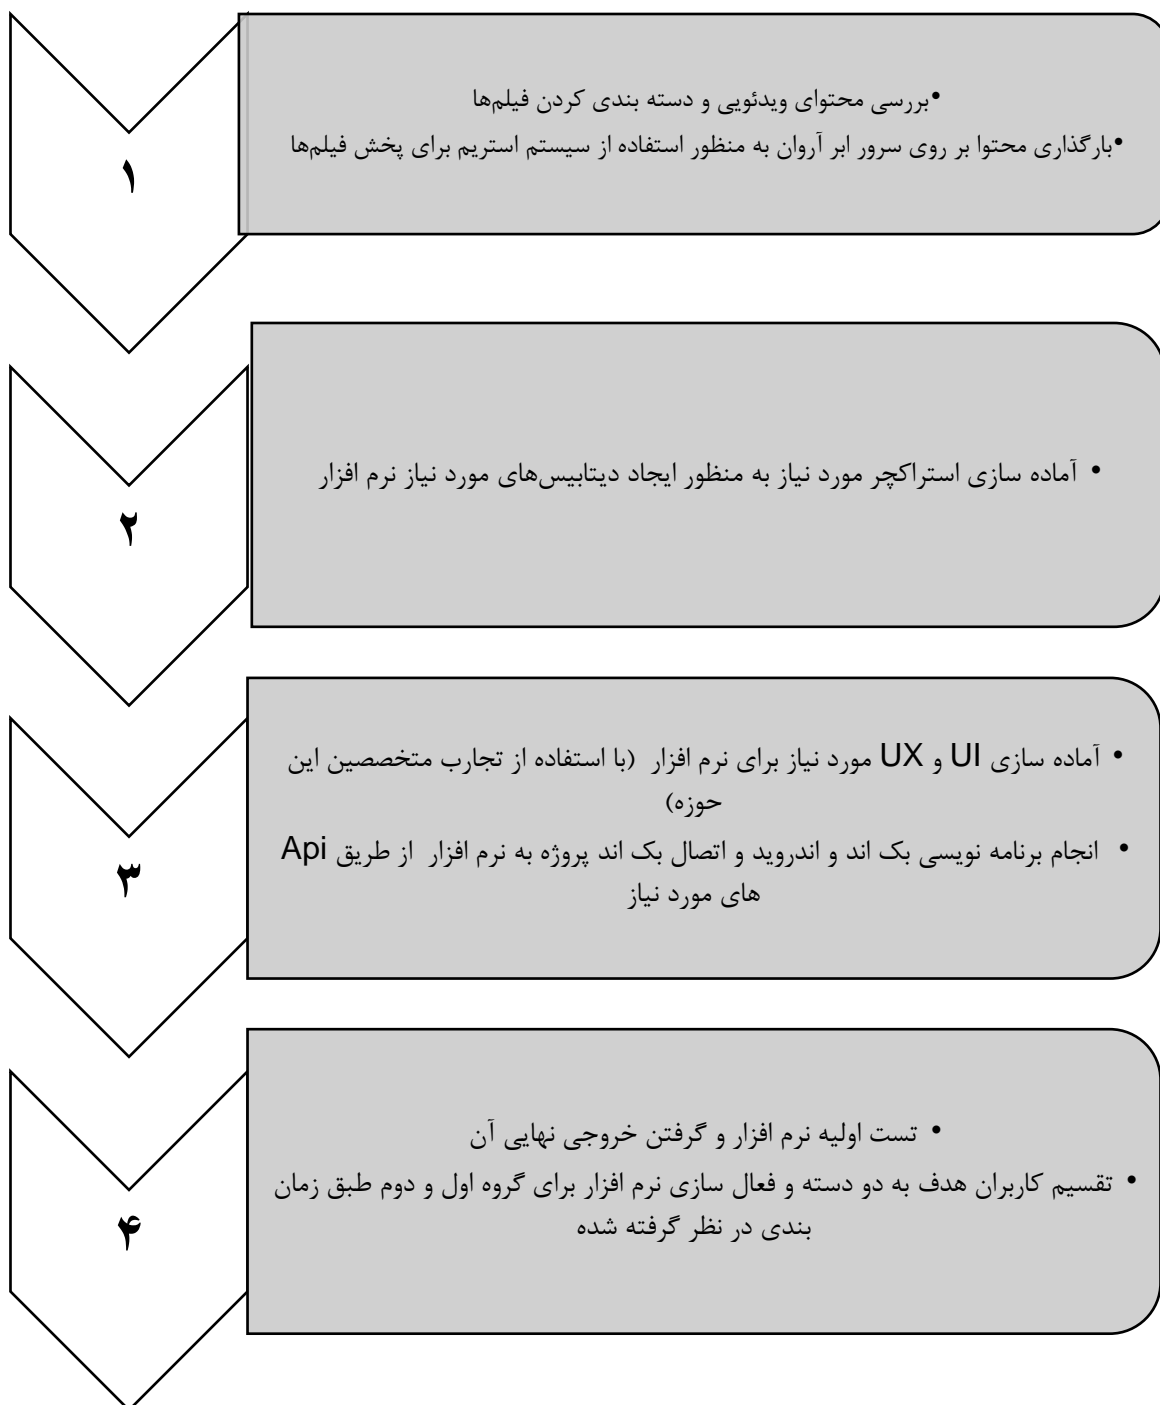 •بررسی محتوای ویدئویی و دسته بندی کردن فیلم‌ها
•بارگذاری محتوا بر روی سرور ابر آروان به منظور استفاده از سیستم استریم برای پخش فیلم‌ها
۱
• آماده سازی استراکچر مورد نیاز به منظور ایجاد دیتابیس‌های مورد نیاز نرم افزار
۲
• آماده سازی UI و UX مورد نیاز برای نرم افزار (با استفاده از تجارب متخصصین این
حوزه)
• انجام برنامه نویسی بک اند و اندروید و اتصال بک اند پروژه به نرم افزار از طریق Api
های مورد نیاز
۳
• تست اولیه نرم افزار و گرفتن خروجی نهایی آن
• تقسیم کاربران هدف به دو دسته و فعال سازی نرم افزار برای گروه اول و دوم طبق زمان
بندی در نظر گرفته شده
۴